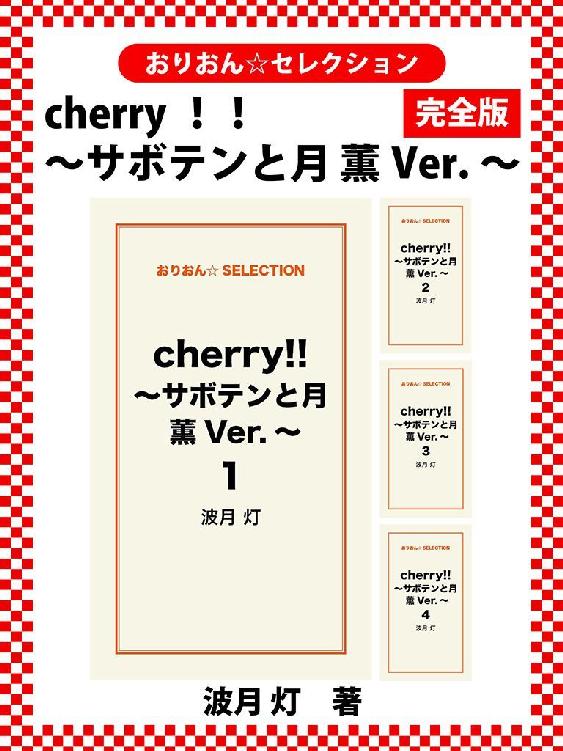 おりおん☆セレクション
cherry ！！
完全版
～サボテンと月 薫 Ver. ～
おりおん☆ SELECTION
cherry!!
～サボテンと月
薫 Ver. ～
1
波月 灯
おりおん☆ SELECTION
cherry!!
～サボテンと月
薫 Ver. ～
2
波月 灯
おりおん☆ SELECTION
cherry!!
～サボテンと月
薫 Ver. ～
3
波月 灯
おりおん☆ SELECTION
cherry!!
～サボテンと月
薫 Ver. ～
4
波月 灯
波月 灯　著